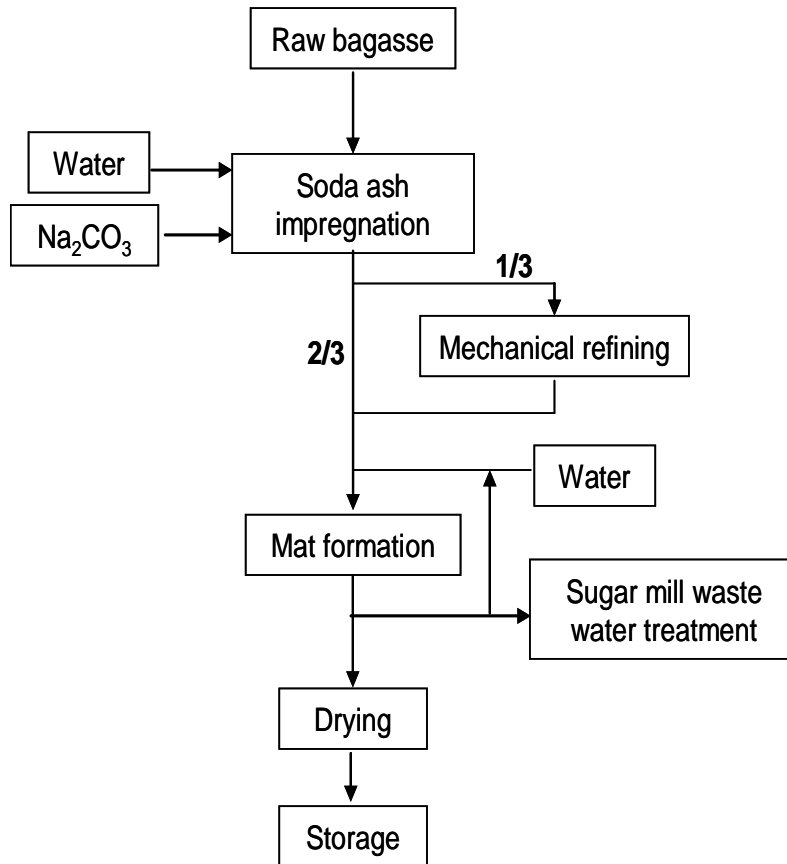 Raw bagasse
Water
Soda ash
impregnation
Na₂CO₃
1/3
Mechanical refining
2/3
Water
Mat formation
Sugar mill waste
water treatment
Drying
Storage